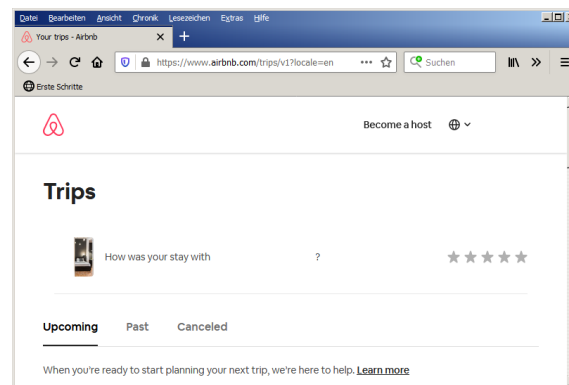 Datei Bearbeiten Ansicht Chronik Lesezeichen Extras Hilfe
Your trips - Airbnb
https://www.airbnb.com/trips/v1?locale=en
Suchen
Erste Schritte
Become a host
Trips
How was your stay with ?
Upcoming Past Canceled
When you're ready to start planning your next trip, we're here to help. Learn more